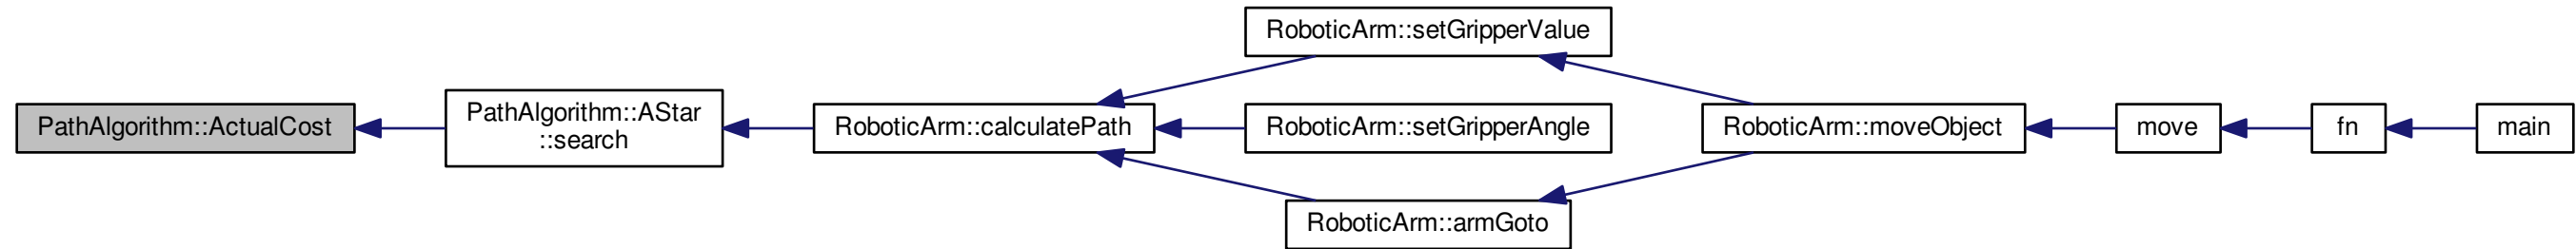 PathAlgorithm::ActualCost
PathAlgorithm::AStar
::search
RoboticArm::calculatePath
RoboticArm::setGripperValue
RoboticArm::setGripperAngle
RoboticArm::armGoto
RoboticArm::moveObject
move
fn
main